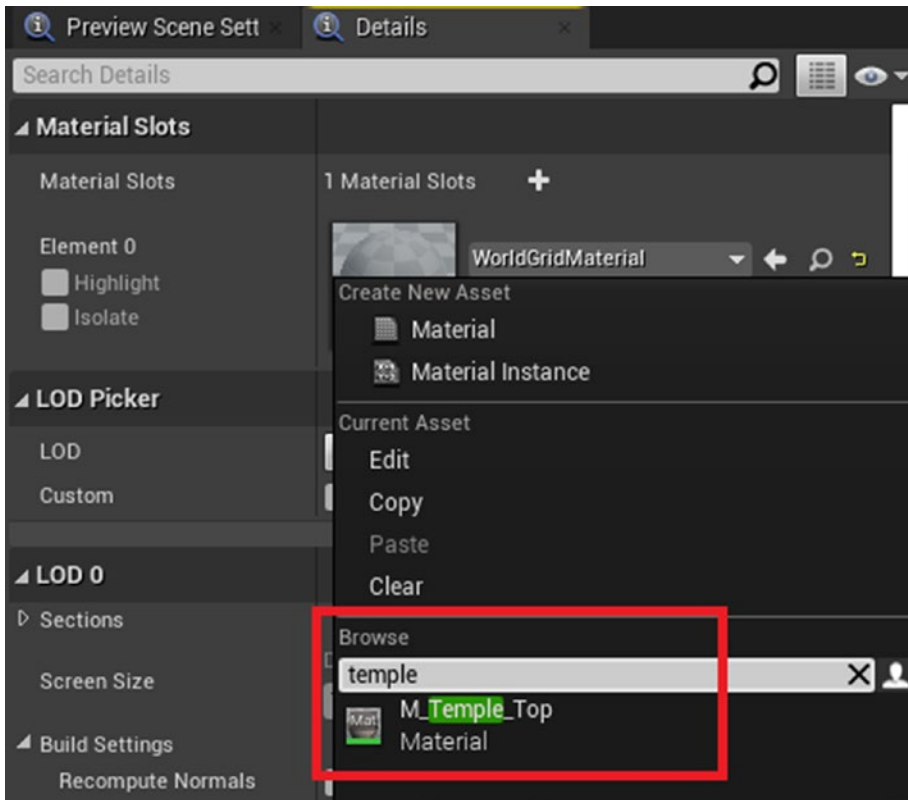 Preview Scene Sett
Details
Search Details
Material Slots
Material Slots
1 Material Slots
Element 0
WorldGridMaterial
Highlight
Isolate
Create New Asset
Material
Material Instance
LOD Picker
Current Asset
LOD
Edit
Custom
Copy
Paste
LOD 0
Clear
Sections
Browse
Screen Size
temple
M_Temple_Top
Mat
Material
Build Settings
Recompute Normals